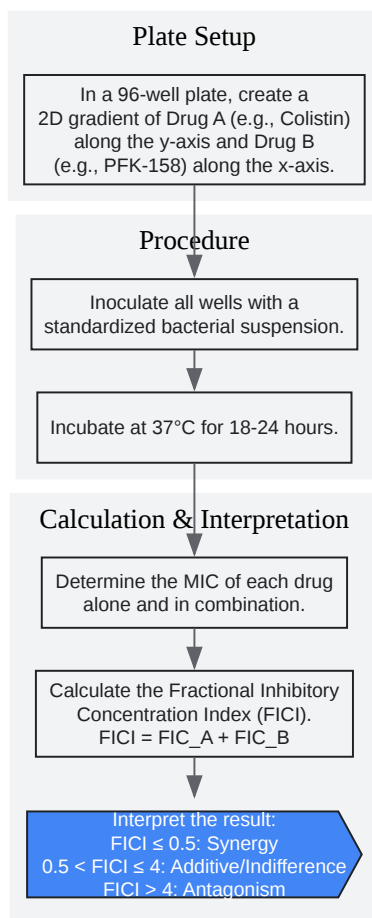 Plate Setup
In a 96-well plate, create a
2D gradient of Drug A (e.g., Colistin)
along the y-axis and Drug B
(e.g., PFK-158) along the x-axis.
Procedure
Inoculate all wells with a
standardized bacterial suspension.
Incubate at 37°C for 18-24 hours.
Calculation & Interpretation
Determine the MIC of each drug
alone and in combination.
Calculate the Fractional Inhibitory
Concentration Index (FICI).
FICI = FIC_A + FIC_B
Interpret the result:
FICI ≤ 0.5: Synergy
0.5 < FICI ≤ 4: Additive/Indifference
FICI > 4: Antagonism